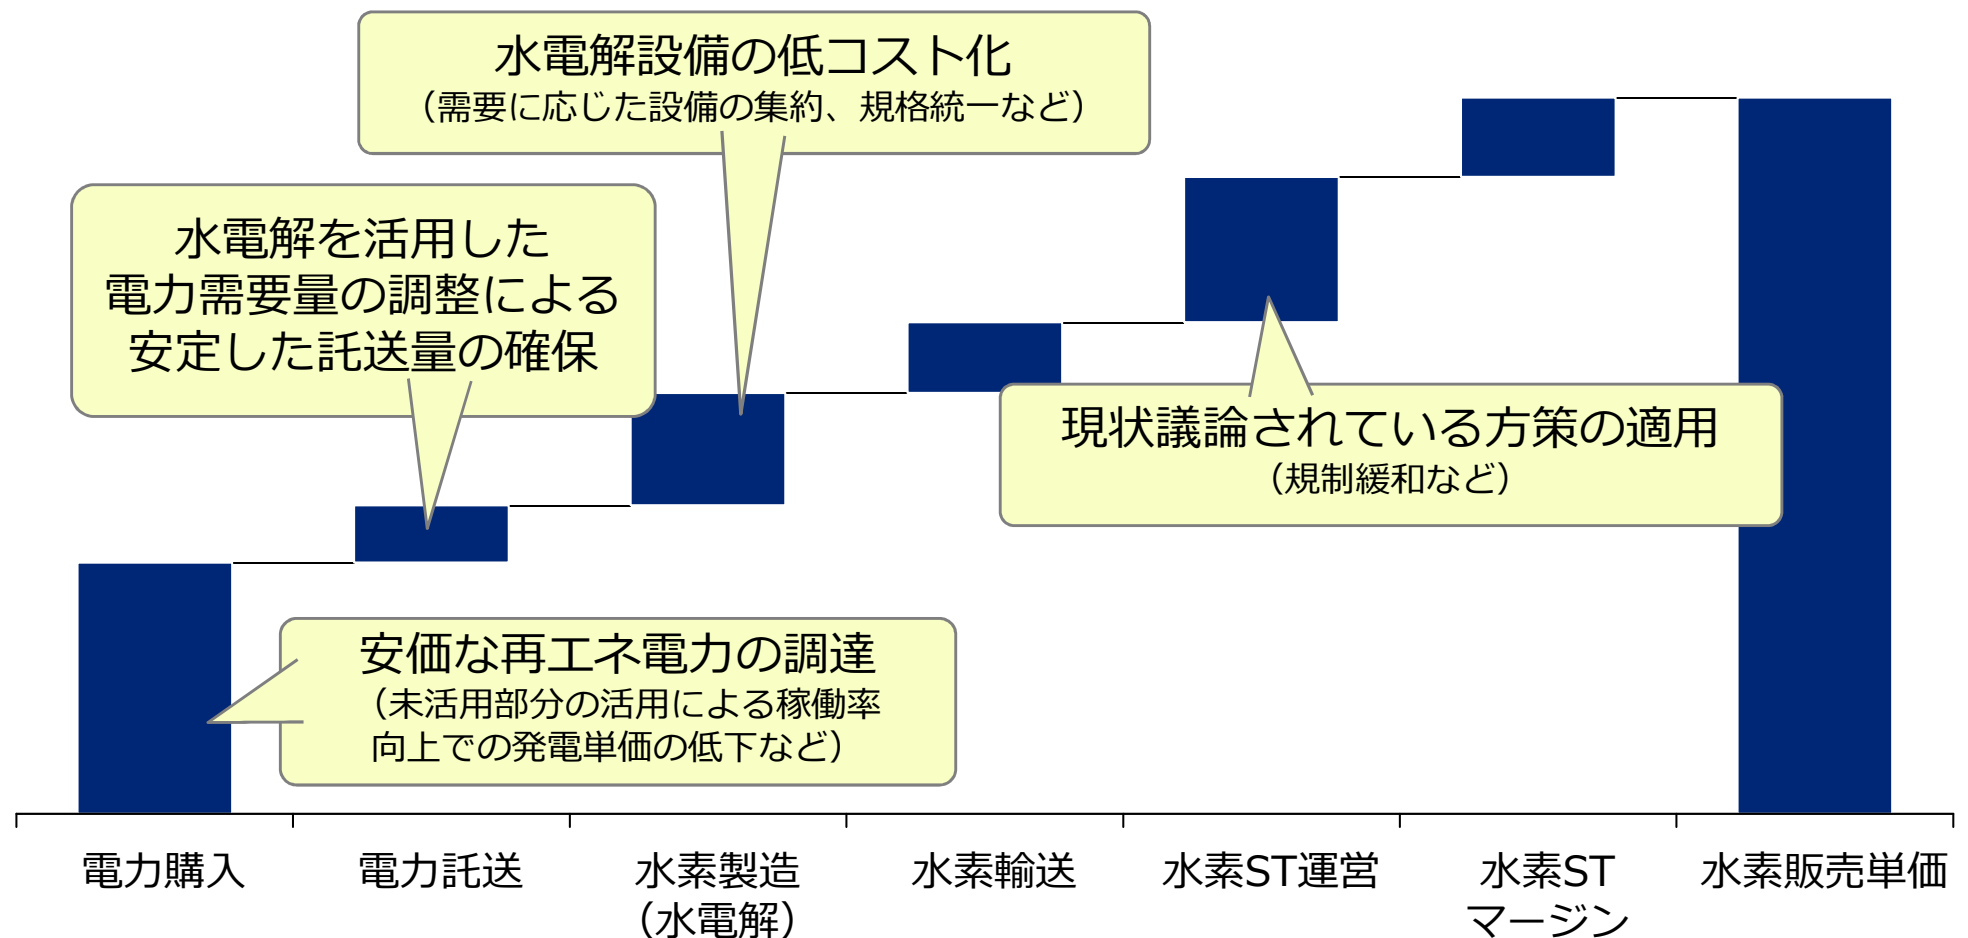 水電解設備の低コスト化
（需要に応じた設備の集約、規格統一など）
水電解を活用した
電力需要量の調整による
安定した託送量の確保
現状議論されている方策の適用
（規制緩和など）
安価な再エネ電力の調達
（未活用部分の活用による稼働率
向上での発電単価の低下など）
電力購入
電力託送
水素製造
（水電解）
水素輸送
水素ST運営
水素ST
マージン
水素販売単価